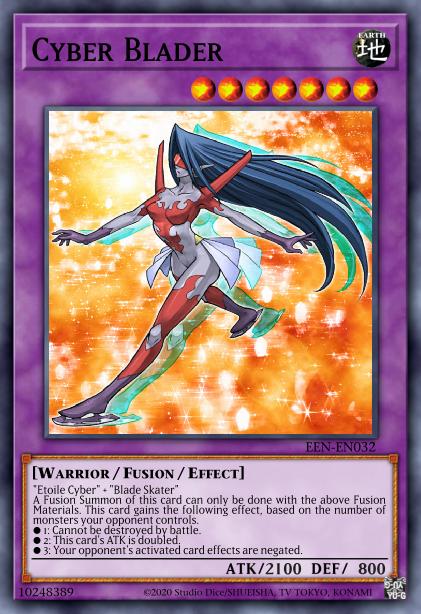 CYBER BLADER
EARTH
地
EEN-EN032
[WARRIOR / FUSION / EFFECT]
"Etoile Cyber" + "Blade Skater"
A Fusion Summon of this card can only be done with the above Fusion
Materials. This card gains the following effect, based on the number of
monsters your opponent controls.
● 1: Cannot be destroyed by battle.
● 2: This card's ATK is doubled.
● 3: Your opponent's activated card effects are negated.
ATK/2100 DEF/ 800
10248389
©2020 Studio Dice/SHUEISHA, TV TOKYO, KONAMI